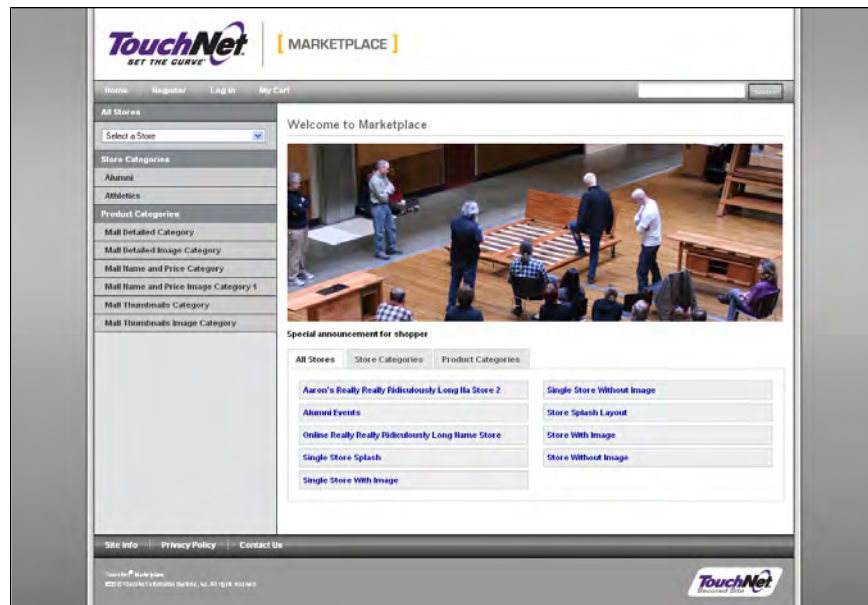 TouchNet
GET THE CURVE
[ MARKETPLACE ]
Home Register Log In My Cart
Search
All Stores
Select a Store
Store Categories
Alumni
Athletics
Product Categories
Mall Detailed Category
Mall Detailed Image Category
Mall Name and Price Category
Mall Name and Price Image Category 1
Mall Thumbnails Category
Mall Thumbnails Image Category
Welcome to Marketplace
Special announcement for shopper
All Stores Store Categories Product Categories
Aaron's Really Really Ridiculously Long Na Store 2
Alumni Events
Online Really Really Ridiculously Long Name Store
Single Store Splash
Single Store With Image
Single Store Without Image
Store Splash Layout
Store With Image
Store Without Image
Site Info Privacy Policy Contact Us
TouchNet
Secured Site